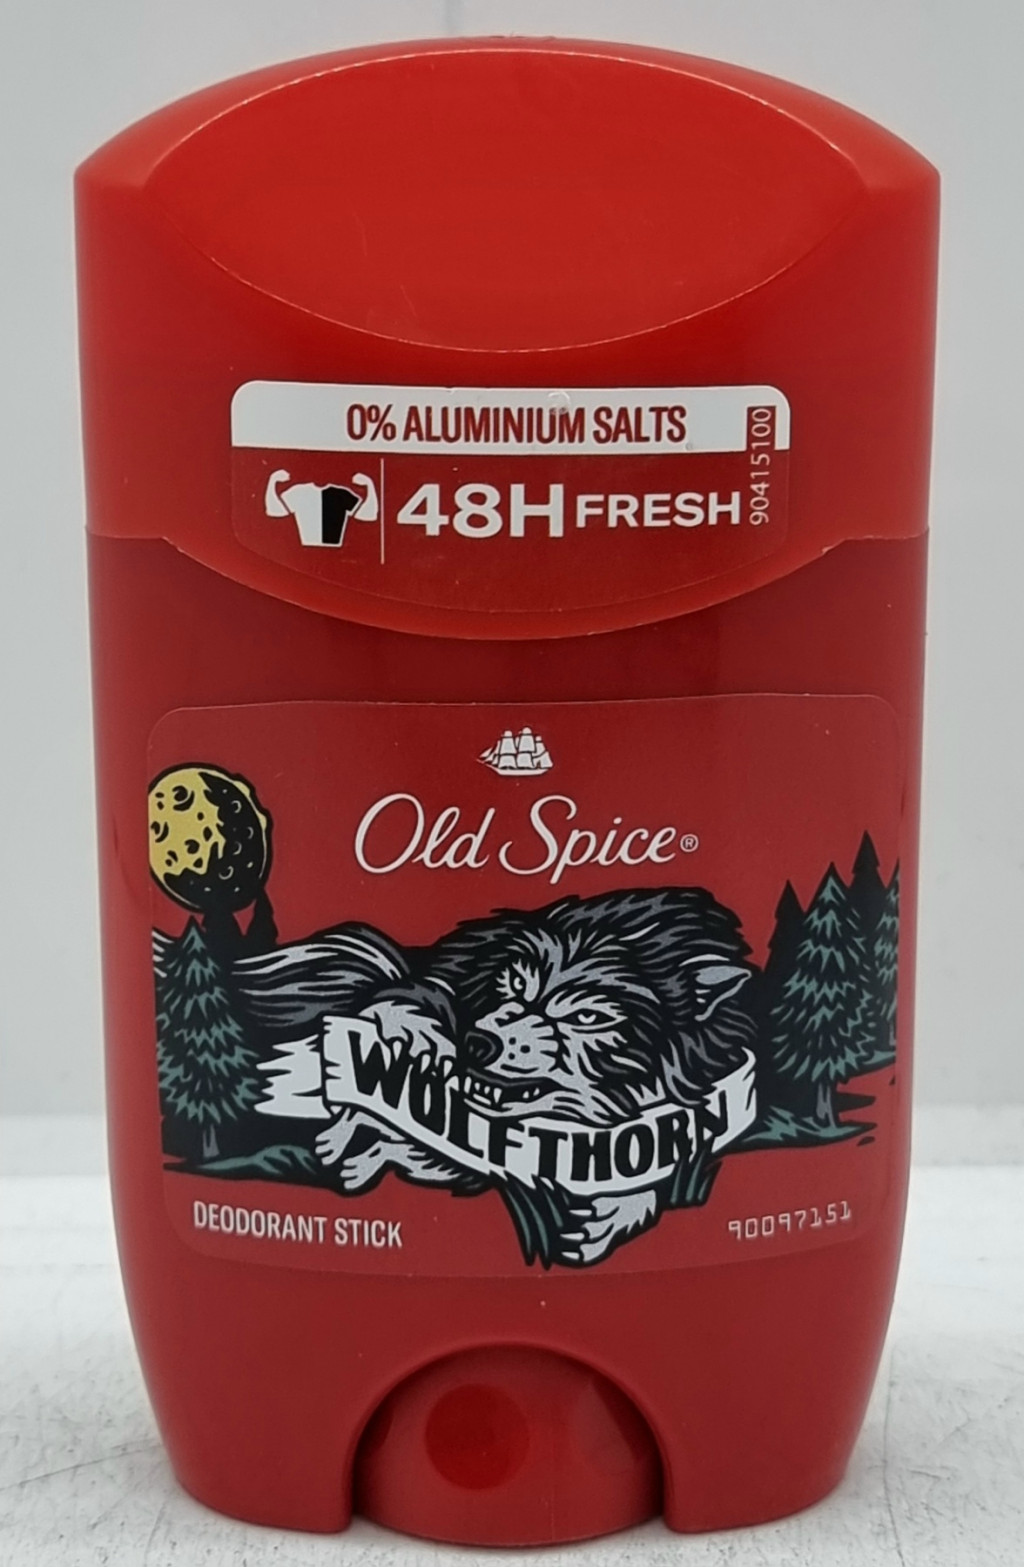 0% ALUMINIUM SALTS
48H FRESH
90415100
Old Spice®
WOLFTHORN
DEODORANT STICK
90097151